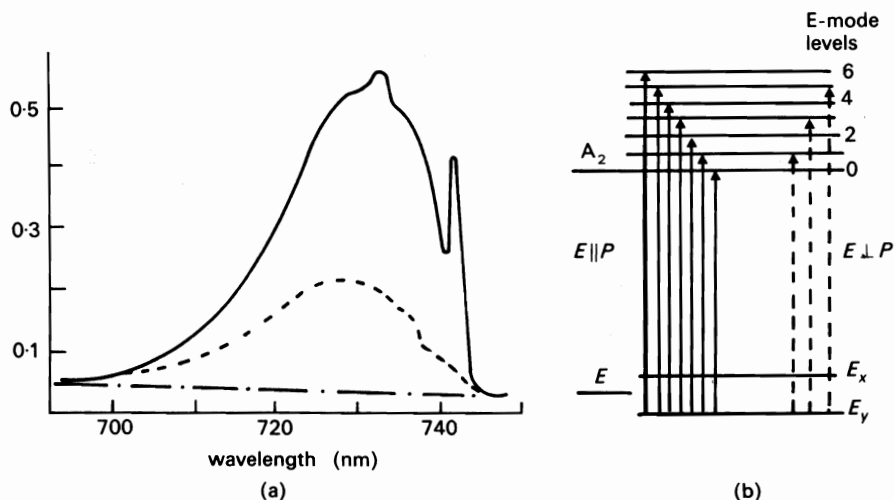 0·5
0·3
0·1
700
720
740
wavelength (nm)
(a)
E-mode
levels
6
4
2
0
A₂
E∥P
E⊥P
E
Eₓ
Eᵧ
(b)